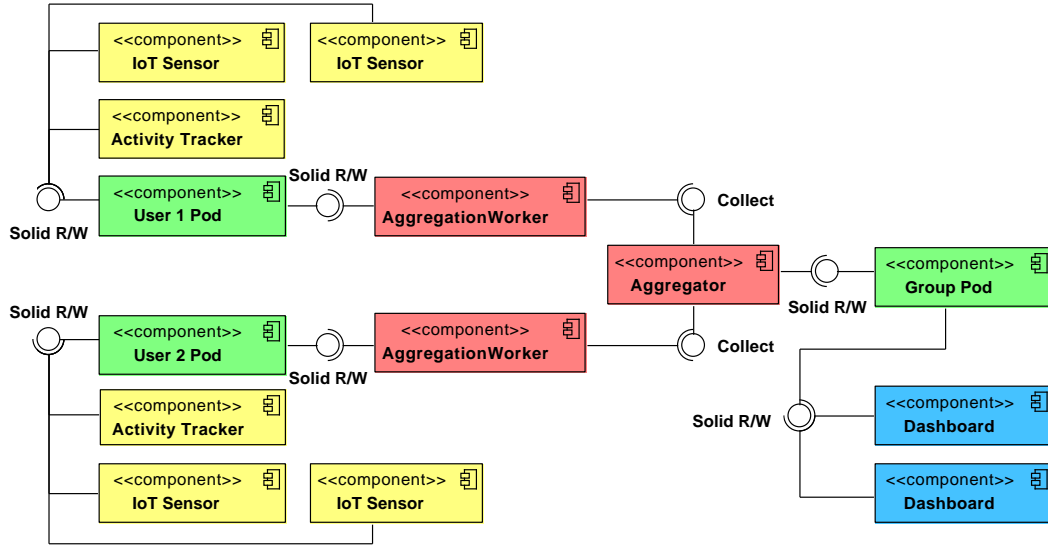 <<component>>
IoT Sensor
<<component>>
IoT Sensor
<<component>>
Activity Tracker
Solid R/W
<<component>>
User 1 Pod
Solid R/W
<<component>>
AggregationWorker
Collect
<<component>>
Aggregator
Solid R/W
<<component>>
Group Pod
Solid R/W
<<component>>
User 2 Pod
Solid R/W
<<component>>
AggregationWorker
Collect
<<component>>
Activity Tracker
<<component>>
IoT Sensor
<<component>>
IoT Sensor
Solid R/W
<<component>>
Dashboard
<<component>>
Dashboard